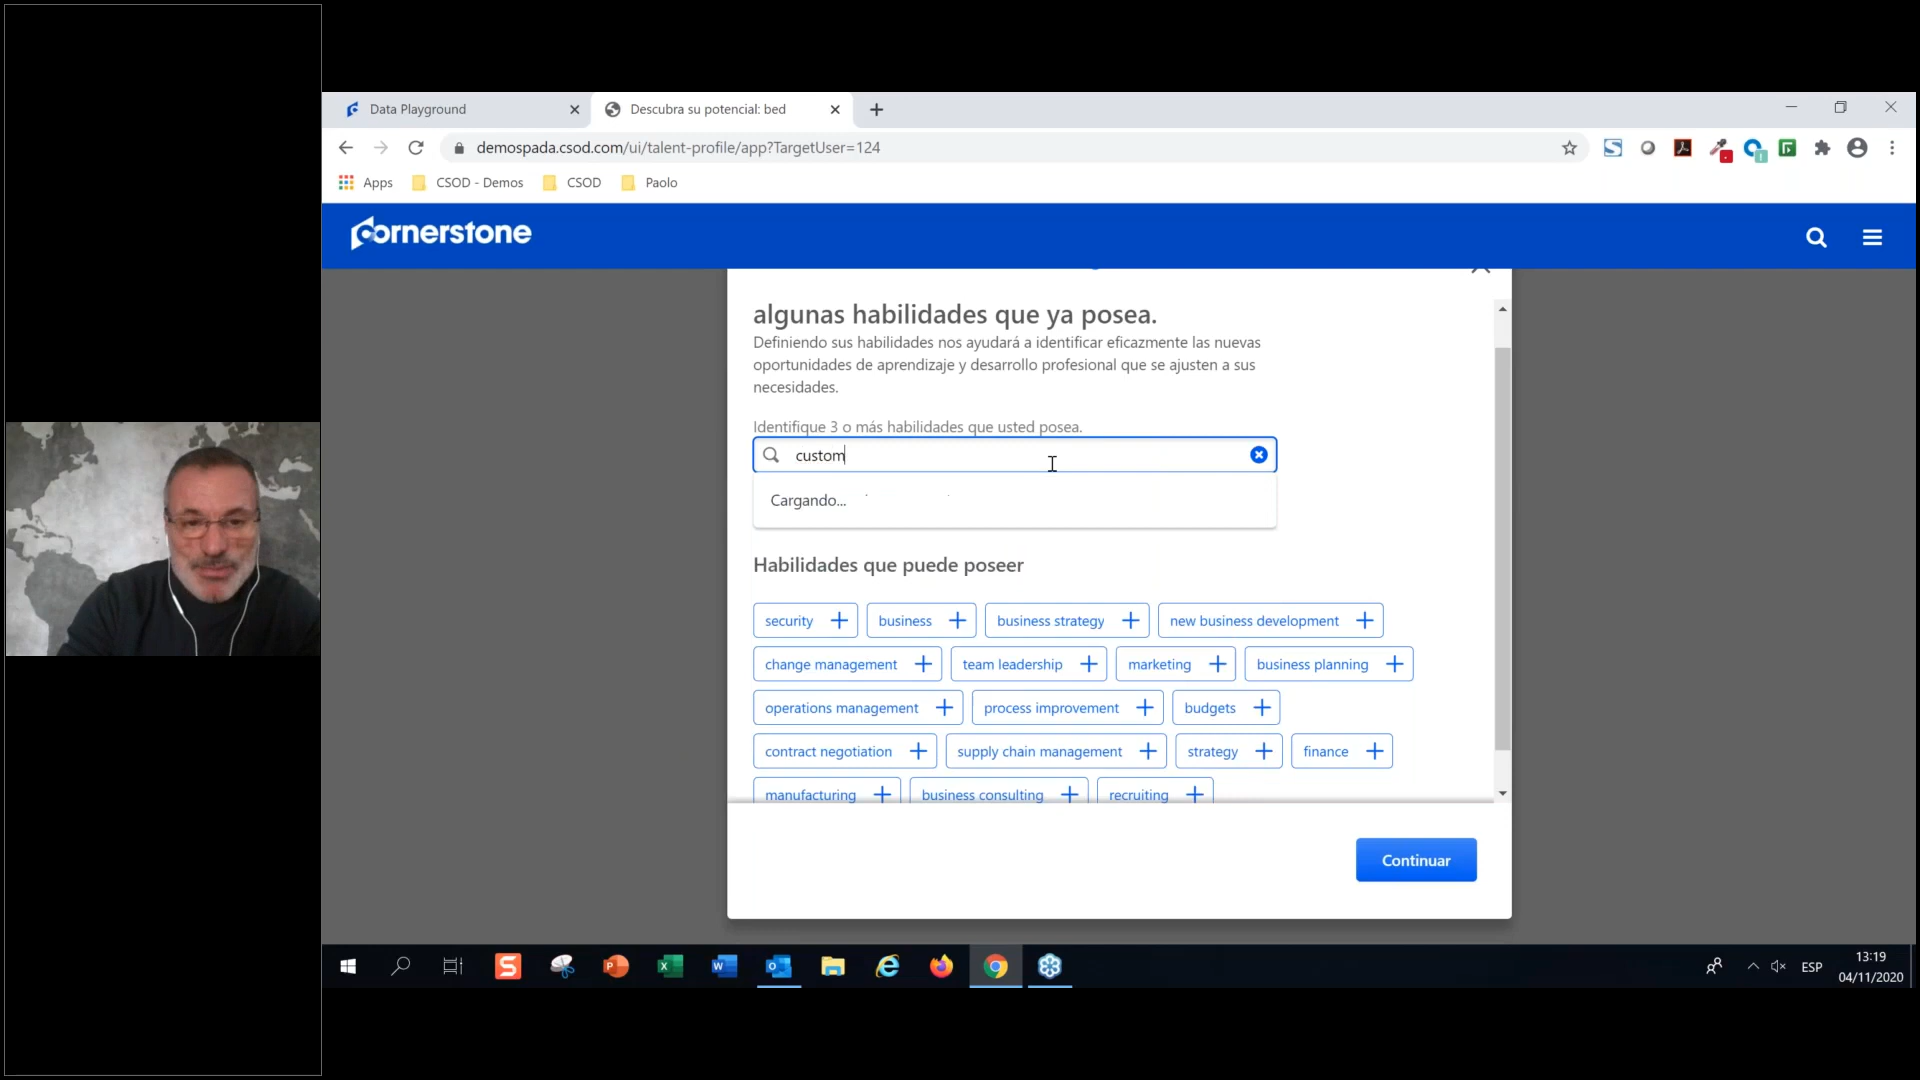 Data Playground
Descubra su potencial: bed
demospada.csod.com/ui/talent-profile/app?TargetUser=124
Apps
CSOD - Demos
CSOD
Paolo
cornerstone
algunas habilidades que ya posea.
Definiendo sus habilidades nos ayudará a identificar eficazmente las nuevas
oportunidades de aprendizaje y desarrollo profesional que se ajusten a sus
necesidades.
Identifique 3 o más habilidades que usted posea.
custom
Cargando...
Habilidades que puede poseer
security + business + business strategy + new business development +
change management + team leadership + marketing + business planning +
operations management + process improvement + budgets +
contract negotiation + supply chain management + strategy + finance +
manufacturing + business consulting + recruiting +
Continuar
ESP
13:19
04/11/2020